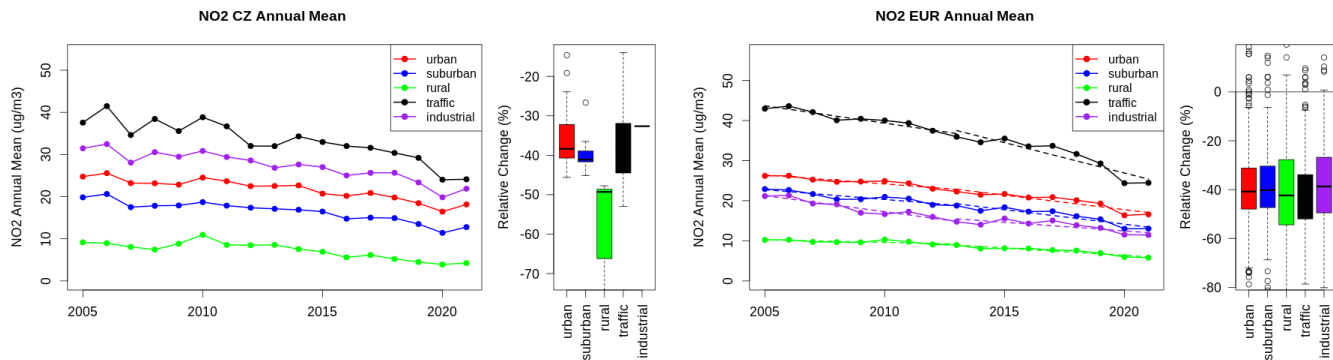 NO2 CZ Annual Mean
NO2 Annual Mean (ug/m3)
50
40
30
20
10
0
2005 2010 2015 2020
urban
suburban
rural
traffic
industrial
Relative Change (%)
-20
-30
-40
-50
-60
-70
urban
suburban
rural
traffic
industrial
NO2 EUR Annual Mean
NO2 Annual Mean (ug/m3)
50
40
30
20
10
0
2005 2010 2015 2020
urban
suburban
rural
traffic
industrial
Relative Change (%)
0
-20
-40
-60
-80
urban
suburban
rural
traffic
industrial